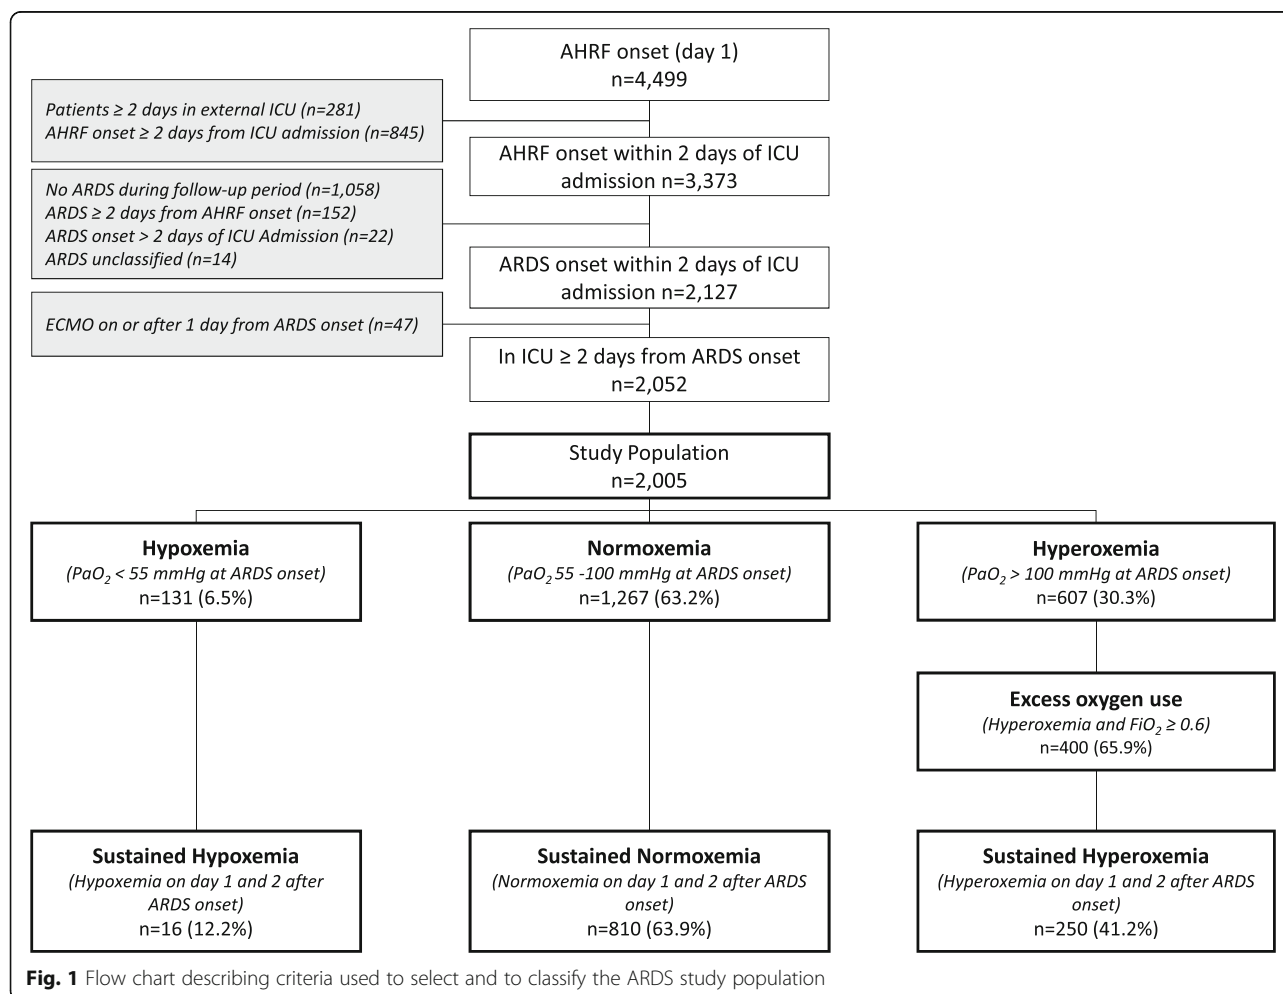 AHRF onset (day 1)
n=4,499
Patients ≥ 2 days in external ICU (n=281)
AHRF onset ≥ 2 days from ICU admission (n=845)
AHRF onset within 2 days of ICU
admission n=3,373
No ARDS during follow-up period (n=1,058)
ARDS ≥ 2 days from AHRF onset (n=152)
ARDS onset > 2 days of ICU Admission (n=22)
ARDS unclassified (n=14)
ARDS onset within 2 days of ICU
admission n=2,127
ECMO on or after 1 day from ARDS onset (n=47)
In ICU ≥ 2 days from ARDS onset
n=2,052
Study Population
n=2,005
Hypoxemia
(PaO2 < 55 mmHg at ARDS onset)
n=131 (6.5%)
Normoxemia
(PaO2 55 -100 mmHg at ARDS onset)
n=1,267 (63.2%)
Hyperoxemia
(PaO2 > 100 mmHg at ARDS onset)
n=607 (30.3%)
Excess oxygen use
(Hyperoxemia and FiO2 ≥ 0.6)
n=400 (65.9%)
Sustained Hypoxemia
(Hypoxemia on day 1 and 2 after
ARDS onset)
n=16 (12.2%)
Sustained Normoxemia
(Normoxemia on day 1 and 2 after ARDS
onset)
n=810 (63.9%)
Sustained Hyperoxemia
(Hyperoxemia on day 1 and 2 after ARDS
onset)
n=250 (41.2%)
Fig. 1 Flow chart describing criteria used to select and to classify the ARDS study population